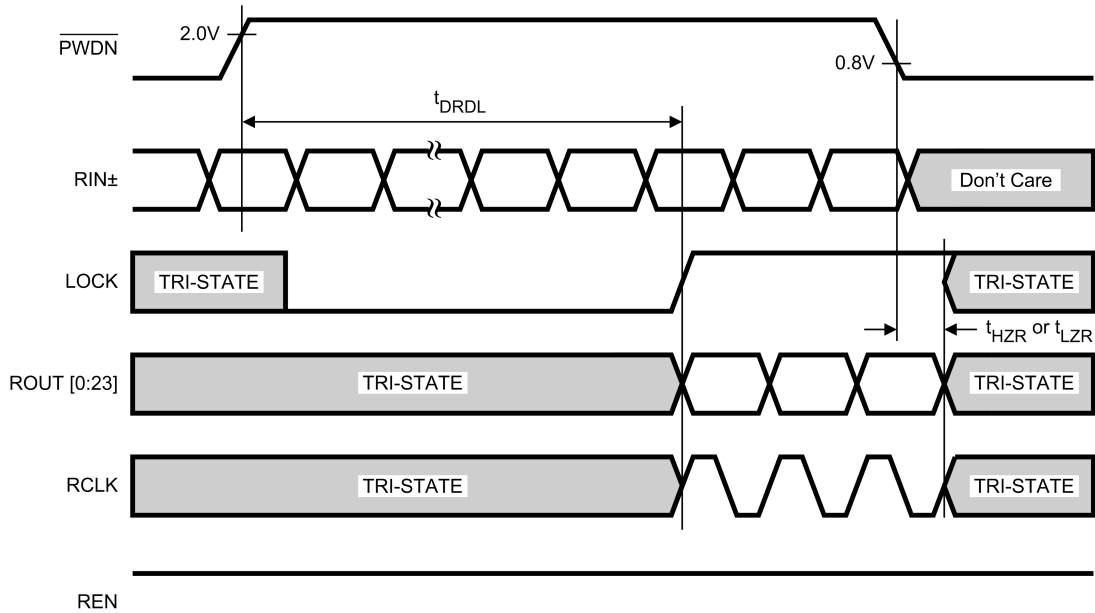 PWDN
2.0V
0.8V
tDRDL
RIN±
Don't Care
LOCK
TRI-STATE
TRI-STATE
tHZR or tLZR
ROUT [0:23]
TRI-STATE
TRI-STATE
RCLK
TRI-STATE
TRI-STATE
REN